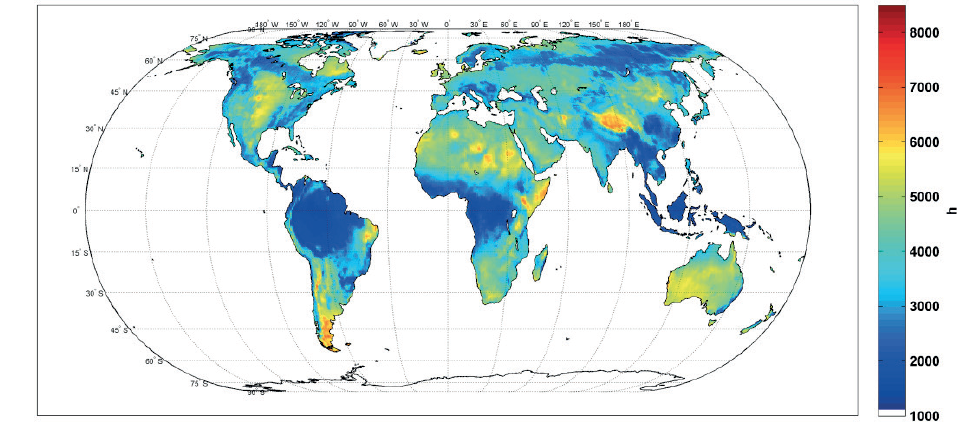 180° W 150° W 120° W 90° W 60° W 30° W 0° 30° E 60° E 90° E 120° E 150° E 180° E
75° N
60° N
45° N
30° N
15° N
0°
15° S
30° S
45° S
60° S
75° S
90° S
8000
7000
6000
5000
h
4000
3000
2000
1000